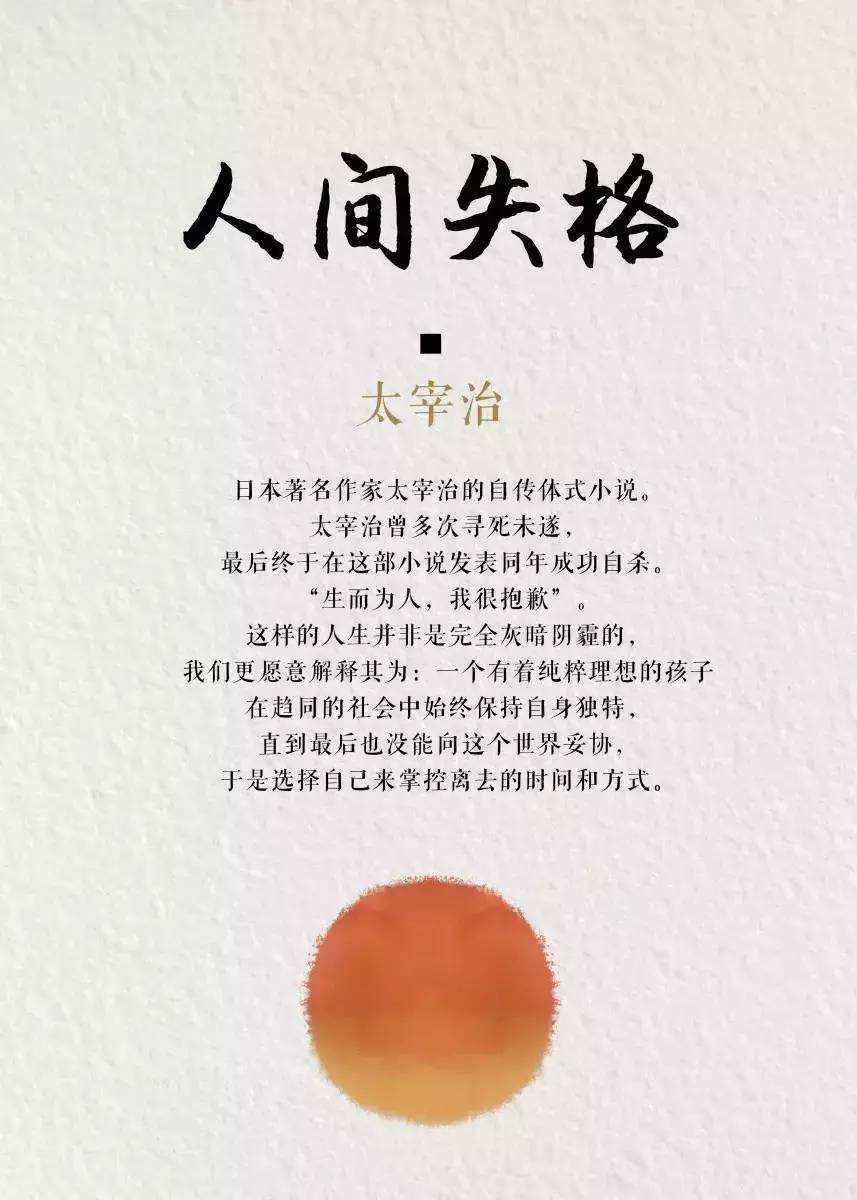 人间失格
太宰治
日本著名作家太宰治的自传体式小说。
太宰治曾多次寻死未遂，
最后终于在这部小说发表同年成功自杀。
“生而为人，我很抱歉”。
这样的人生并非是完全灰暗阴霾的，
我们更愿意解释其为：一个有着纯粹理想的孩子
在趋同的社会中始终保持自身独特，
直到最后也没能向这个世界妥协，
于是选择自己来掌控离去的时间和方式。